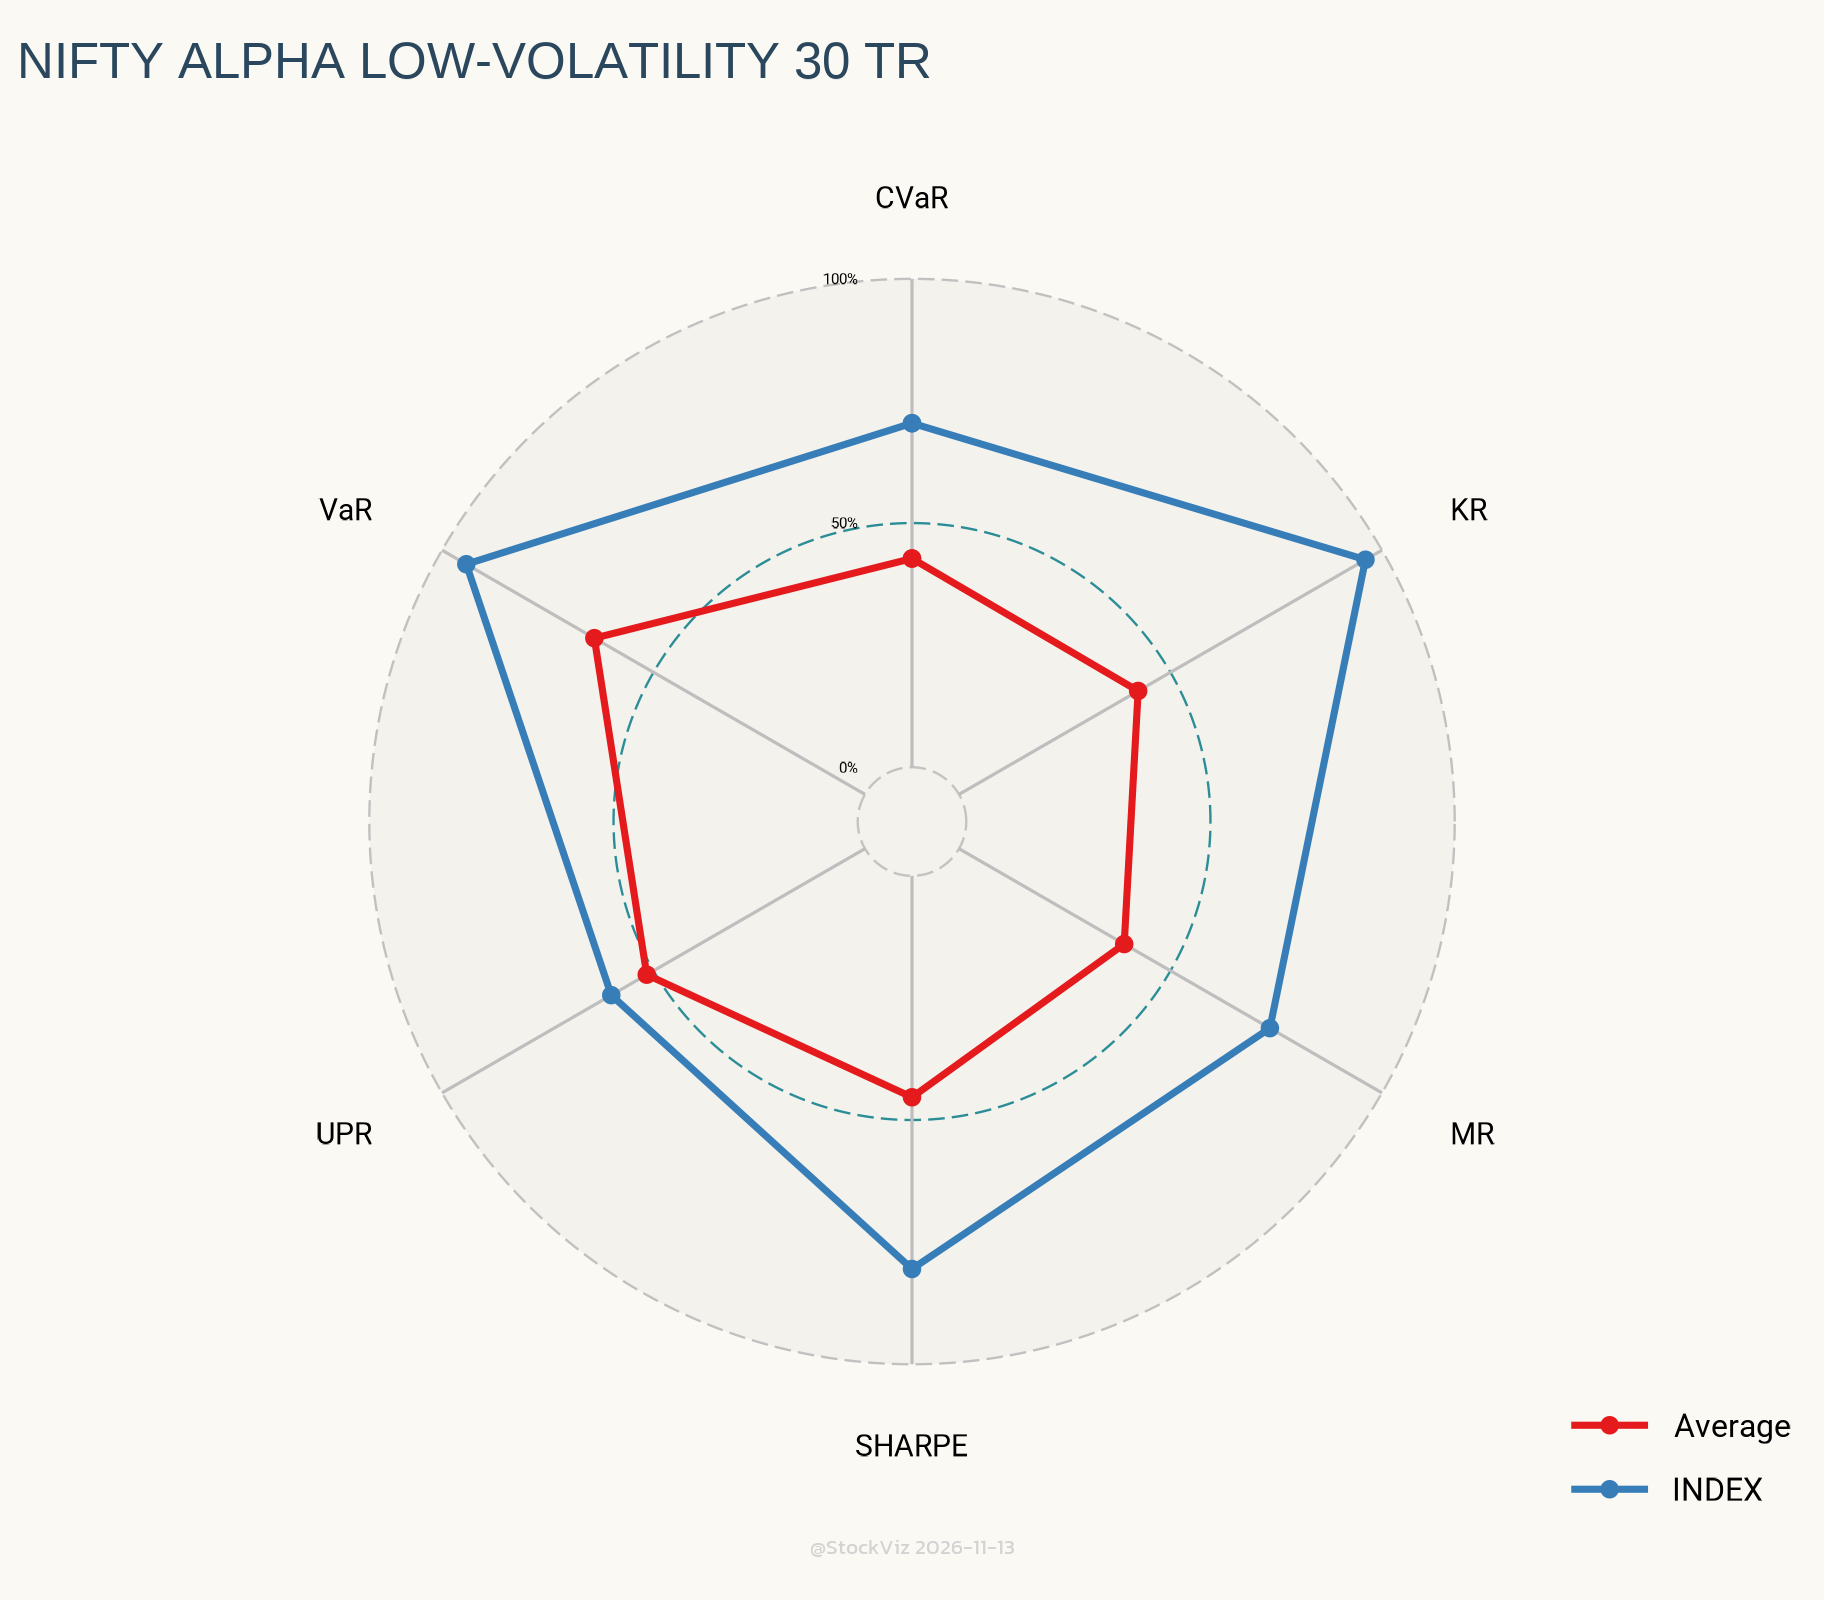 NIFTY ALPHA LOW-VOLATILITY 30 TR
CVaR
100%
VaR
KR
50%
0%
UPR
MR
SHARPE
Average
INDEX
@StockViz 2026-11-13